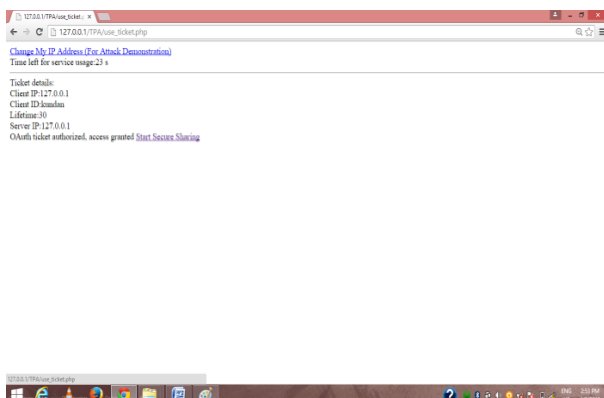 127.0.0.1/TPA/use_ticket.p
127.0.0.1/TPA/use_ticket.php
Change My IP Address (For Attack Demonstration)
Time left for service usage:23 s
Ticket details:
Client IP:127.0.0.1
Client ID:kundan
Lifetime:30
Server IP:127.0.0.1
OAuth ticket authorized, access granted Start Secure Sharing
127.0.0.1/TPA/use_ticket.php
ENG 2:53 PM